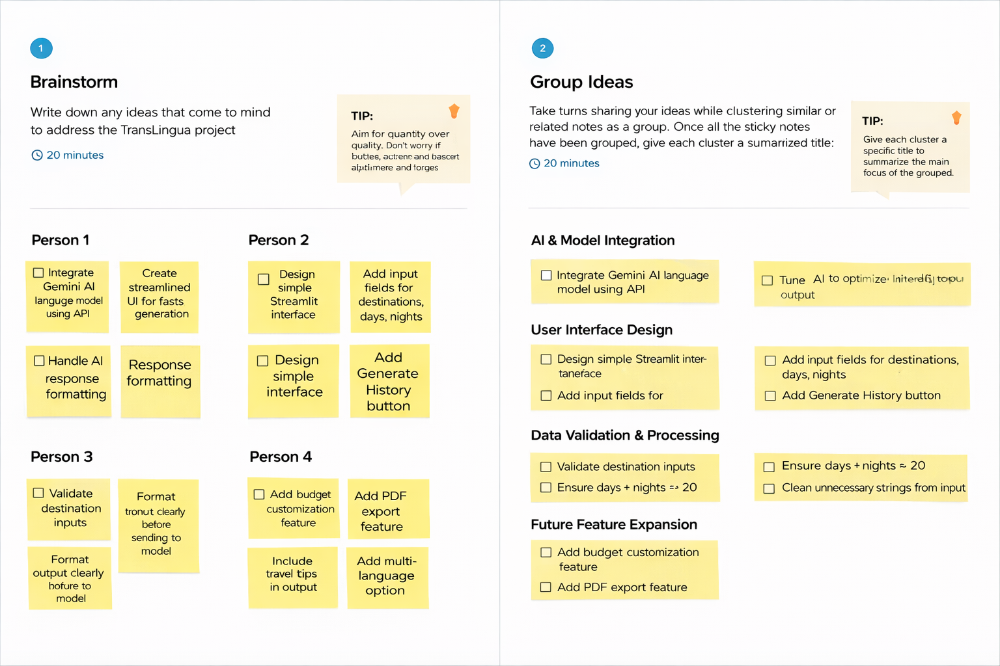 1
Brainstorm
Write down any ideas that come to mind
to address the TransLingua project
20 minutes
TIP:
Aim for quantity over
quality. Don't worry if
and
and
Person 1
Integrate
Gemini AI
languge model
using API
Create
streamlined
UI for fasts
generation
Handle AI
response
formatting
Response
formatting
Person 2
Design
simple
Streamlit
interface
Add input
fields for
destinations,
days, nights
Design
simple
interface
Add
Generate
History
button
Person 3
Validate
destination
inputs
Format
clearly
before
sending to
model
Format
output clearly
to
model
Person 4
Add budget
customization
feature
Add PDF
export
feature
Include
travel tips
in output
Add multi-
language
option
2
Group Ideas
Take turns sharing your ideas while clustering similar or
related notes as a group. Once all the sticky notes
have been grouped, give each cluster a sumarrized title:
20 minutes
TIP:
Give each cluster a
specific title to
summarize the main
focus of the grouped.
AI & Model Integration
Integrate Gemini AI language
model using API
Tune AI to optimize
output
User Interface Design
Design simple Streamlit inter-
taneface
Add input fields for
Add input fields for destinations,
days, nights
Add Generate History button
Data Validation & Processing
Validate destination inputs
Ensure days + nights 20
Ensure days + nights ≈ 20
Clean unnecessary strings from input
Future Feature Expansion
Add budget customization
feature
Add PDF export feature